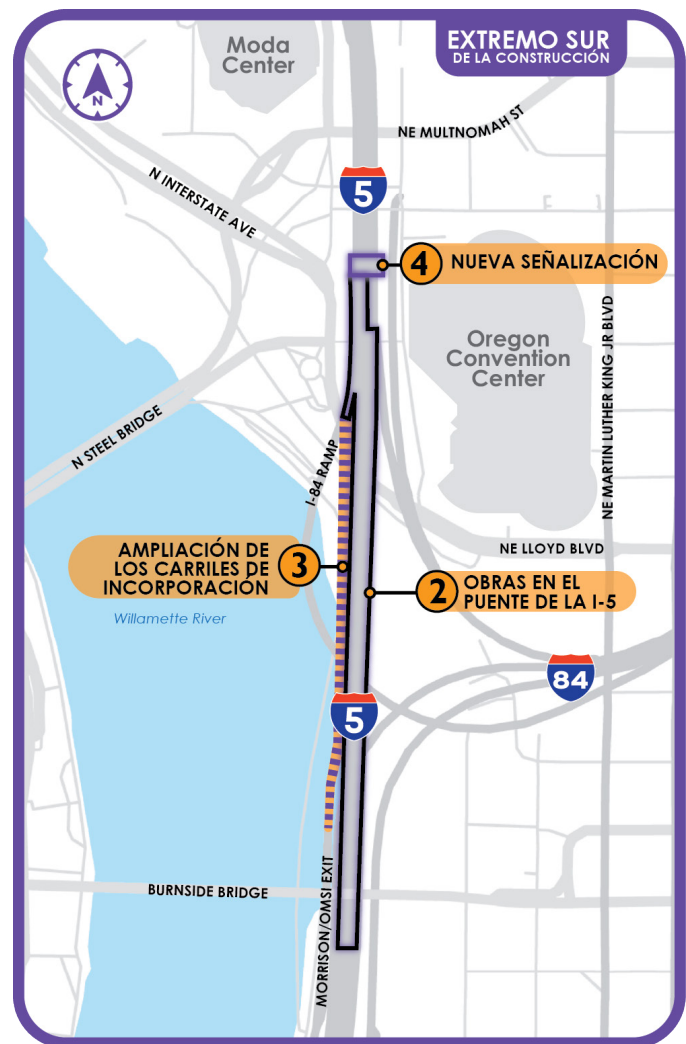 EXTREMO SUR
DE LA CONSTRUCCIÓN
Moda
Center
N
NE MULTNOMAH ST
N INTERSTATE AVE
5
4
NUEVA SEÑALIZACIÓN
NE MARTIN LUTHER KING JR BLVD
Oregon
Convention
Center
N STEEL BRIDGE
I-84 RAMP
NE LLOYD BLVD
AMPLIACIÓN DE
LOS CARRILES DE
INCORPORACIÓN
3
2
OBRAS EN EL
PUENTE DE LA I-5
Willamette River
84
5
BURNSIDE BRIDGE
MORRISON/OMSI EXIT